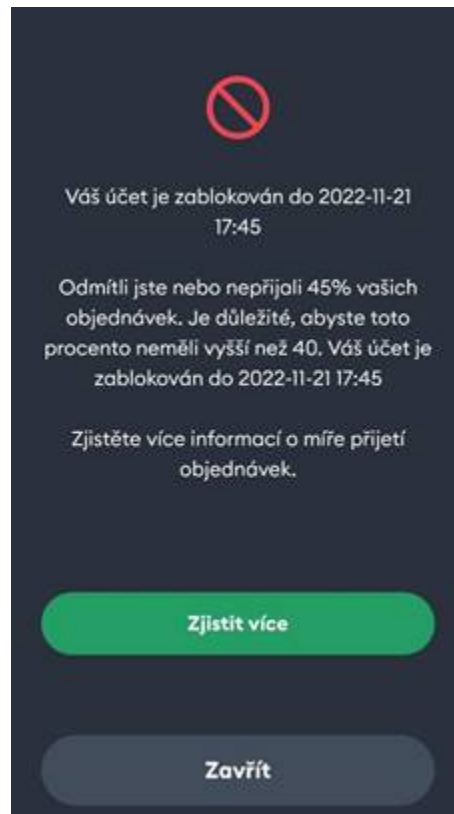 Váš účet je zablokován do 2022-11-21
17:45
Odmítli jste nebo nepřijali 45% vašich
objednávek. Je důležité, abyste toto
procento neměli vyšší než 40. Váš účet je
zablokován do 2022-11-21 17:45
Zjistěte více informací o míře přijetí
objednávek.
Zjistit více
Zavřít